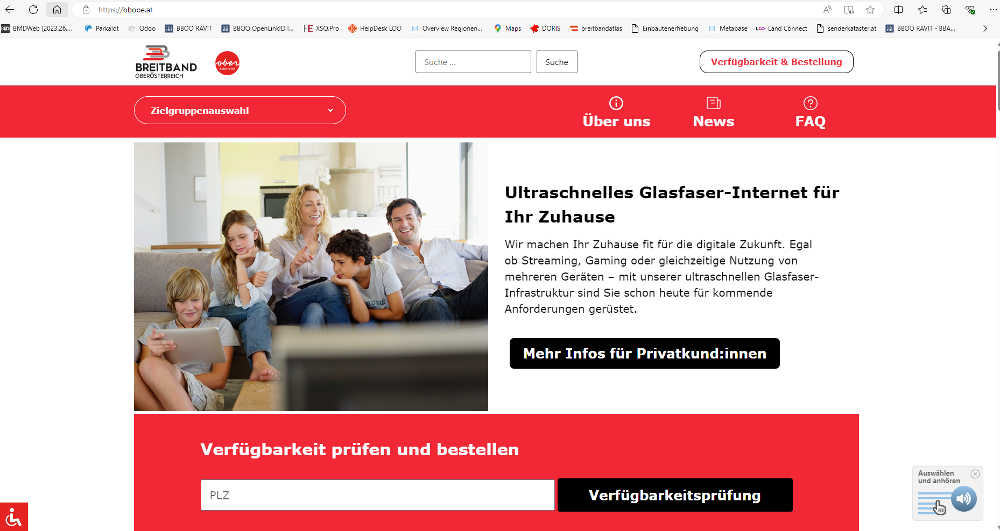 https://bbooe.at
BMDWeb (2023.26....
Parkalot
Odoo
BBOÖ RAVIT
BBOÖ OpenLinkID I...
XSQ.Pro
HelpDesk LOÖ
Overview Regionen...
Maps
DORIS
breitbandatlas
Einbautenerhebung
Metabase
LCO Land Connect
senderkataster.at
BBOÖ RAVIT - BBA...
BREITBAND
OBERÖSTERREICH
ober
österreich
Suche ...
Suche
Verfügbarkeit & Bestellung
Zielgruppenauswahl
Über uns
News
FAQ
Ultraschnelles Glasfaser-Internet für
Ihr Zuhause
Wir machen Ihr Zuhause fit für die digitale Zukunft. Egal
ob Streaming, Gaming oder gleichzeitige Nutzung von
mehreren Geräten – mit unserer ultraschnellen Glasfaser-
Infrastruktur sind Sie schon heute für kommende
Anforderungen gerüstet.
Mehr Infos für Privatkund:innen
Verfügbarkeit prüfen und bestellen
PLZ
Verfügbarkeitsprüfung
Auswählen
und anhören